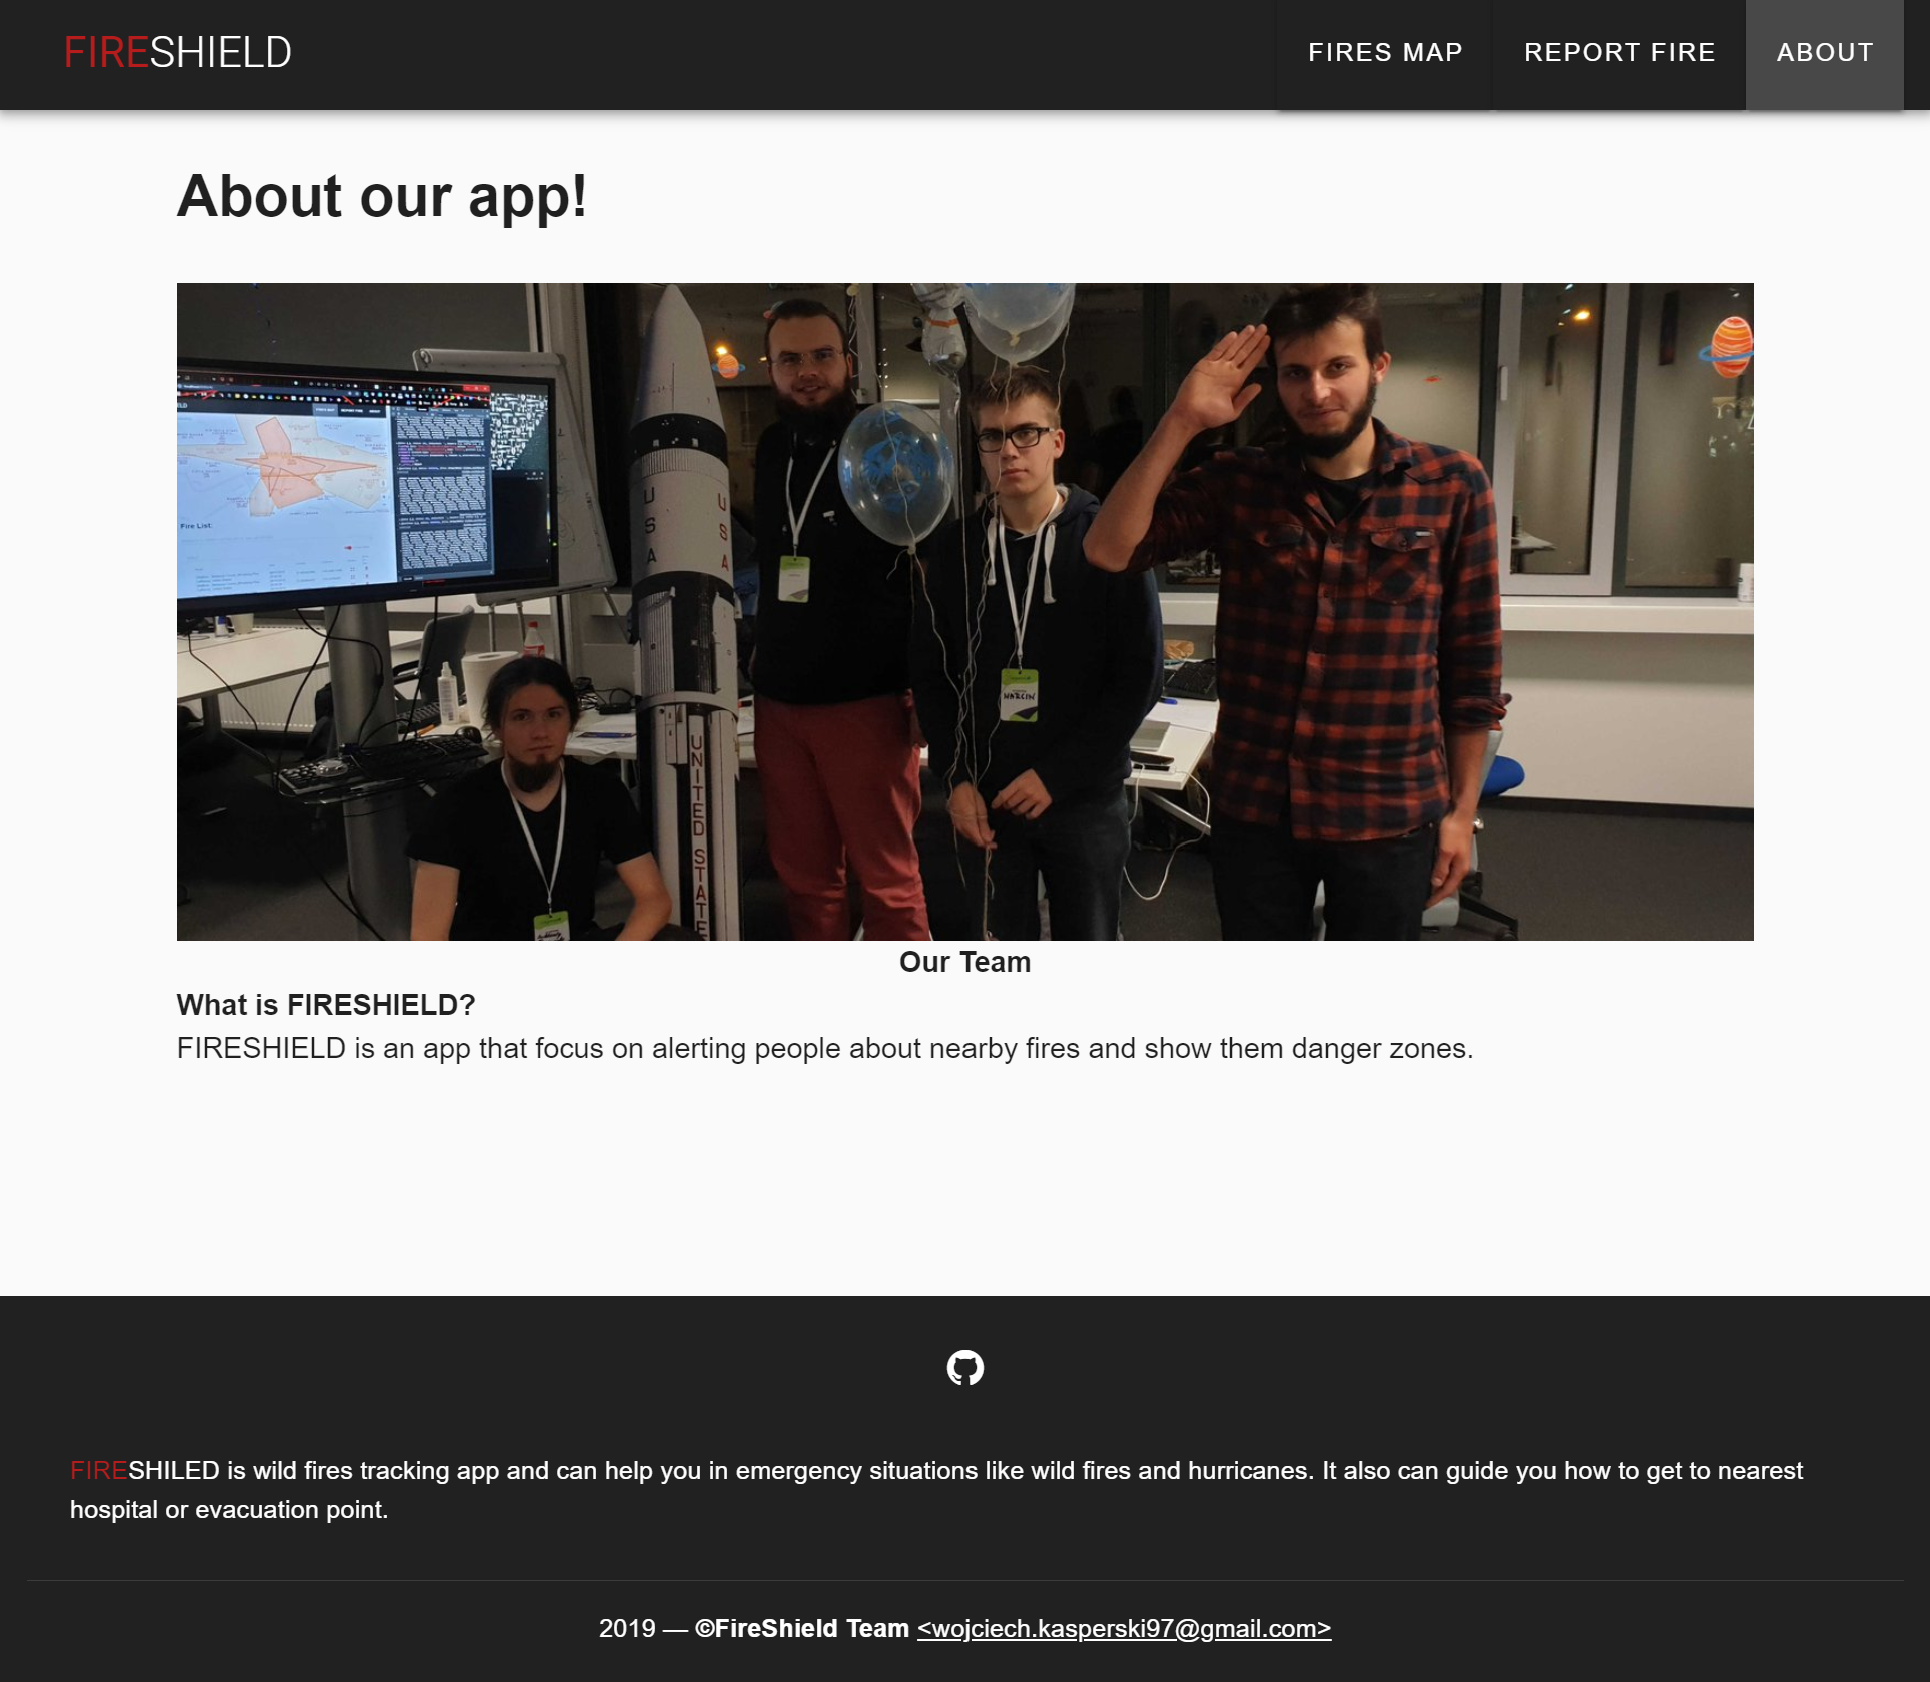 FIRESHIELD
FIRES MAP
REPORT FIRE
ABOUT
About our app!
Fire List:
USA
USA
UNITED STATE
MARCIN
Our Team
What is FIRESHIELD?
FIRESHIELD is an app that focus on alerting people about nearby fires and show them danger zones.
FIRESHILED is wild fires tracking app and can help you in emergency situations like wild fires and hurricanes. It also can guide you how to get to nearest
hospital or evacuation point.
2019 — ©FireShield Team <wojciech.kasperski97@gmail.com>